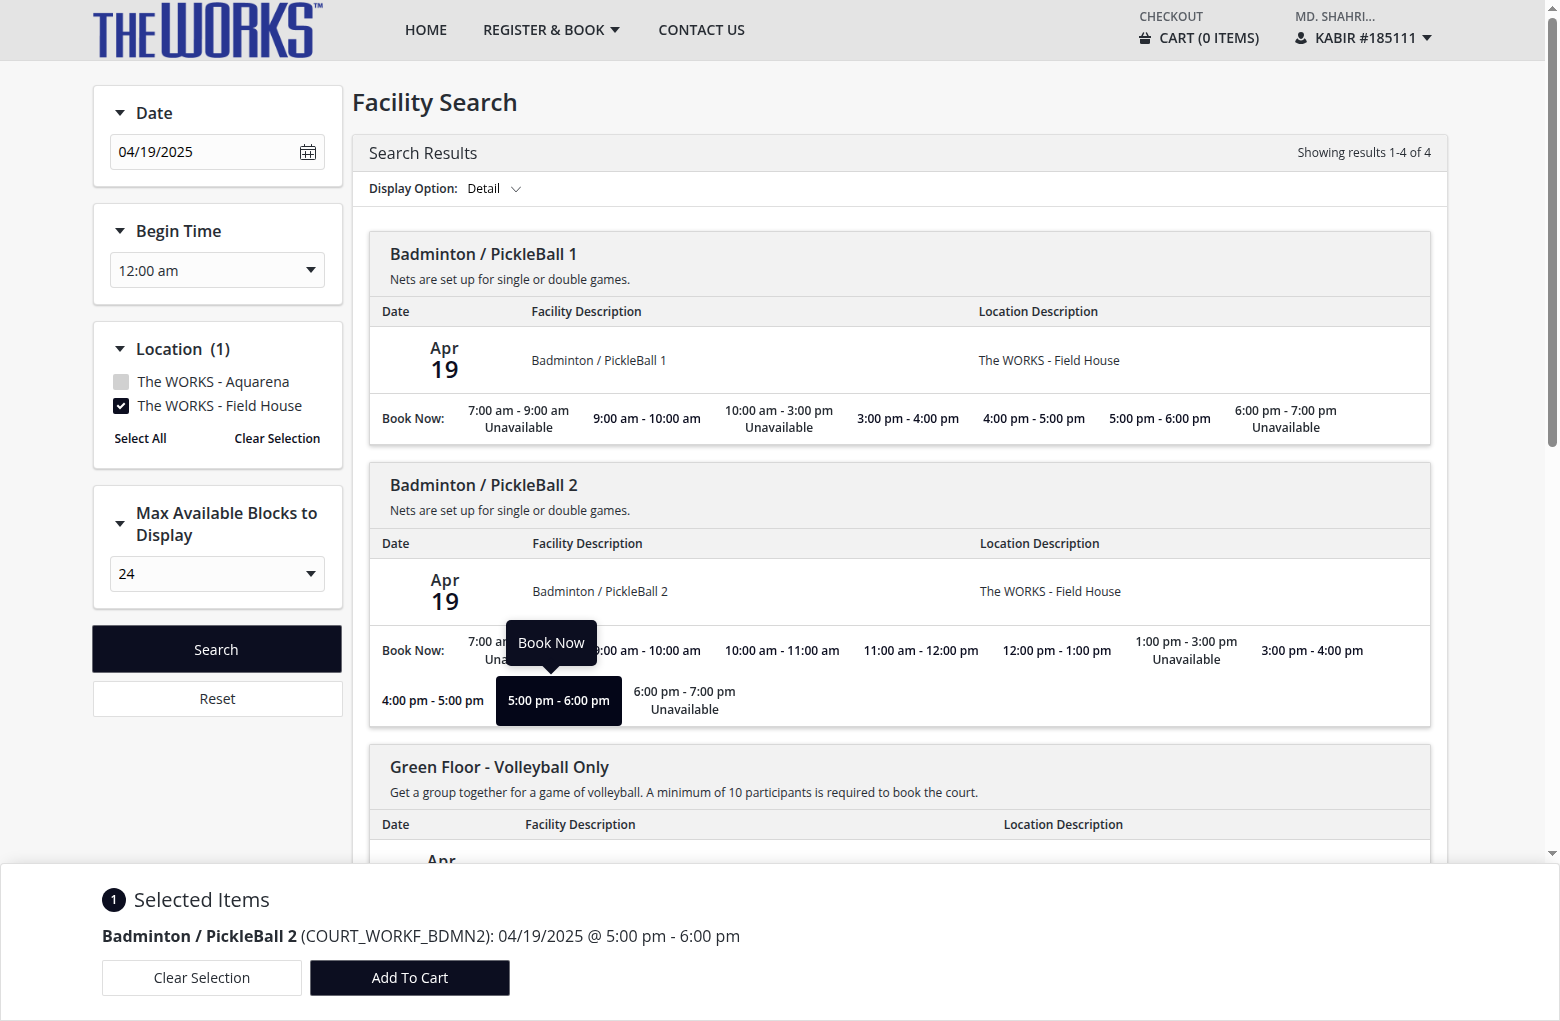 THE WORKS™
HOME
REGISTER & BOOK
CONTACT US
CHECKOUT
CART (0 ITEMS)
MD. SHAHRI...
KABIR #185111
Date
04/19/2025
Begin Time
12:00 am
Location (1)
The WORKS - Aquarena
The WORKS - Field House
Select All
Clear Selection
Max Available Blocks to
Display
24
Search
Reset
Facility Search
Search Results
Showing results 1-4 of 4
Display Option: Detail
Badminton / PickleBall 1
Nets are set up for single or double games.
Date
Facility Description
Location Description
Apr
19
Badminton / PickleBall 1
The WORKS - Field House
Book Now:
7:00 am - 9:00 am
Unavailable
9:00 am - 10:00 am
10:00 am - 3:00 pm
Unavailable
3:00 pm - 4:00 pm
4:00 pm - 5:00 pm
5:00 pm - 6:00 pm
6:00 pm - 7:00 pm
Unavailable
Badminton / PickleBall 2
Nets are set up for single or double games.
Date
Facility Description
Location Description
Apr
19
Badminton / PickleBall 2
The WORKS - Field House
Book Now:
7:00
Book Now
:00 am - 10:00 am
10:00 am - 11:00 am
11:00 am - 12:00 pm
12:00 pm - 1:00 pm
1:00 pm - 3:00 pm
Unavailable
3:00 pm - 4:00 pm
4:00 pm - 5:00 pm
5:00 pm - 6:00 pm
6:00 pm - 7:00 pm
Unavailable
Green Floor - Volleyball Only
Get a group together for a game of volleyball. A minimum of 10 participants is required to book the court.
Date
Facility Description
Location Description
Apr
1 Selected Items
Badminton / PickleBall 2 (COURT_WORKF_BDMN2): 04/19/2025 @ 5:00 pm - 6:00 pm
Clear Selection
Add To Cart